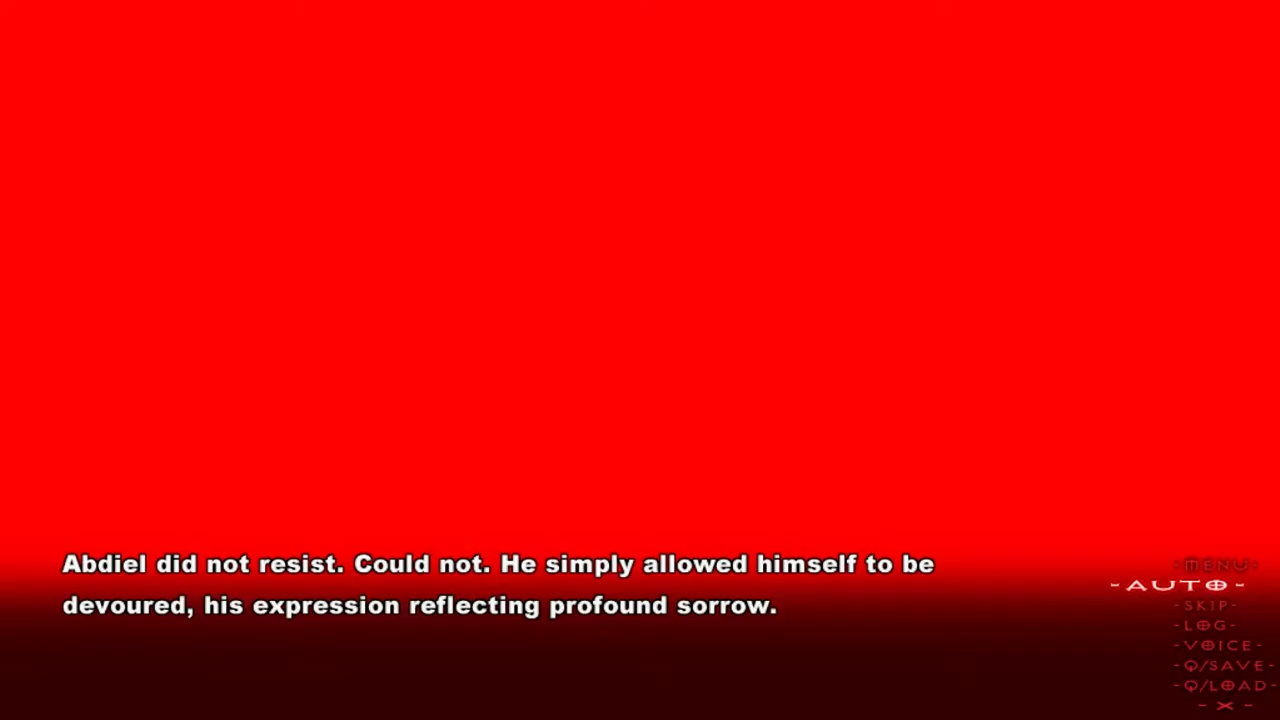 Abdiel did not resist. Could not. He simply allowed himself to be
devoured, his expression reflecting profound sorrow.
-MENU-
-AUTO-
-SKIP-
-LOG-
-VOICE-
-Q/SAVE-
-Q/LOAD-
-X-